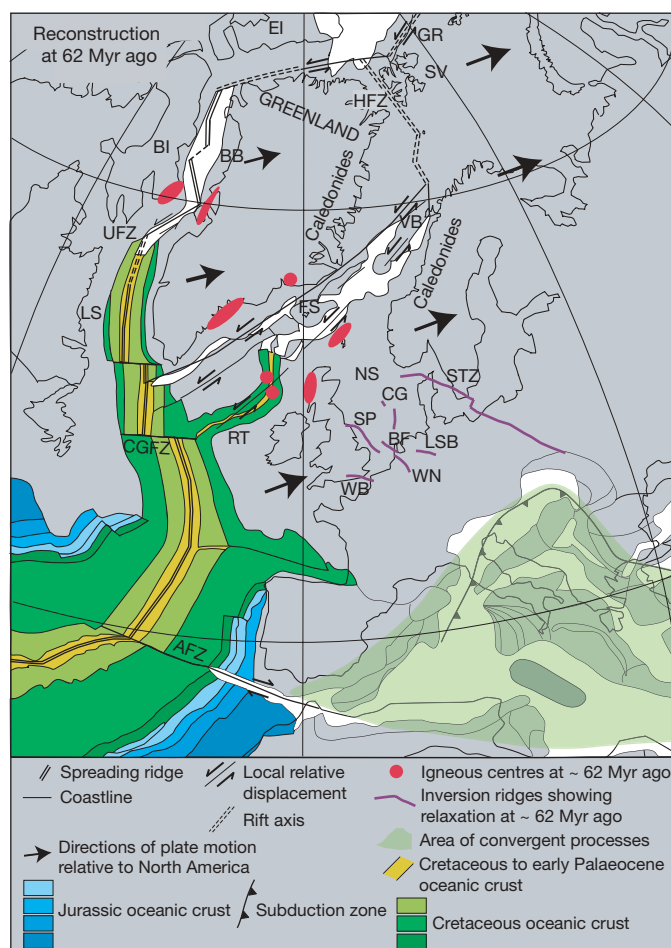 Reconstruction
at 62 Myr ago
EI
GR
SV
HFZ
GREENLAND
BI
BB
Caledonides
VB
UFZ
Caledonides
LS
FS
NS
STZ
CG
SP
BF
LSB
RT
CGFZ
WN
WB
AFZ
Spreading ridge
Coastline
Local relative
displacement
Rift axis
Directions of plate motion
relative to North America
Jurassic oceanic crust
Subduction zone
Igneous centres at ~ 62 Myr ago
Inversion ridges showing
relaxation at ~ 62 Myr ago
Area of convergent processes
Cretaceous to early Palaeocene
oceanic crust
Cretaceous oceanic crust